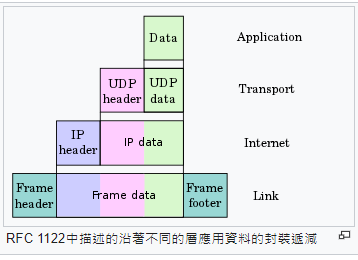 Data Application
UDP header UDP data Transport
IP header IP data Internet
Frame header Frame data Frame footer Link
RFC 1122中描述的沿著不同的層應用資料的封裝遞減